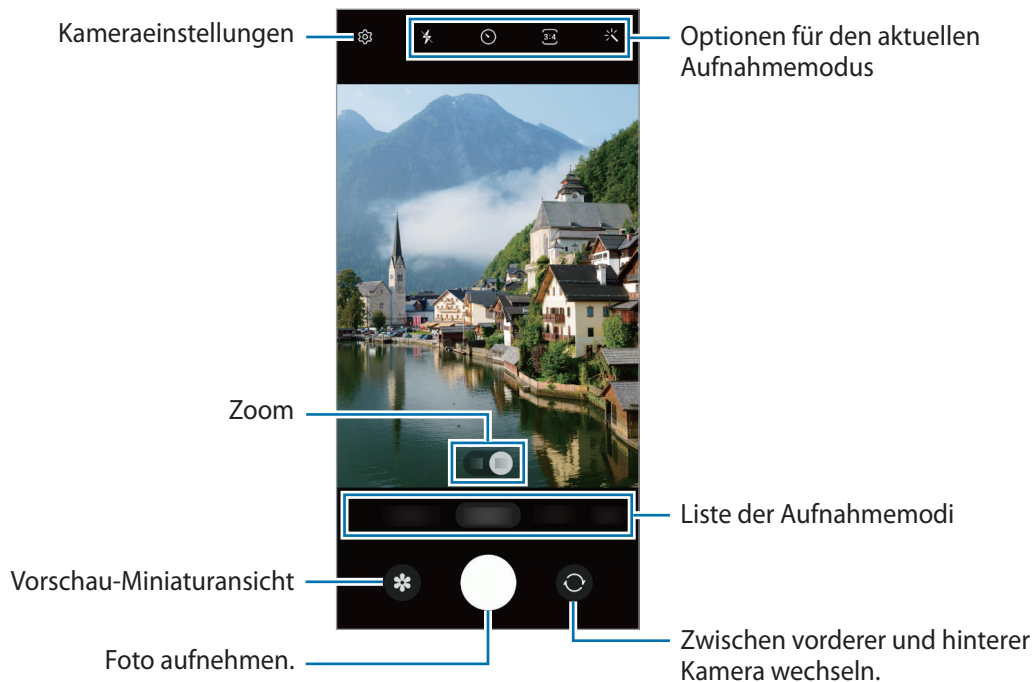 Kameraeinstellungen
Optionen für den aktuellen
Aufnahmemodus
3:4
Zoom
Liste der Aufnahmemodi
Vorschau-Miniaturansicht
Foto aufnehmen.
Zwischen vorderer und hinterer
Kamera wechseln.